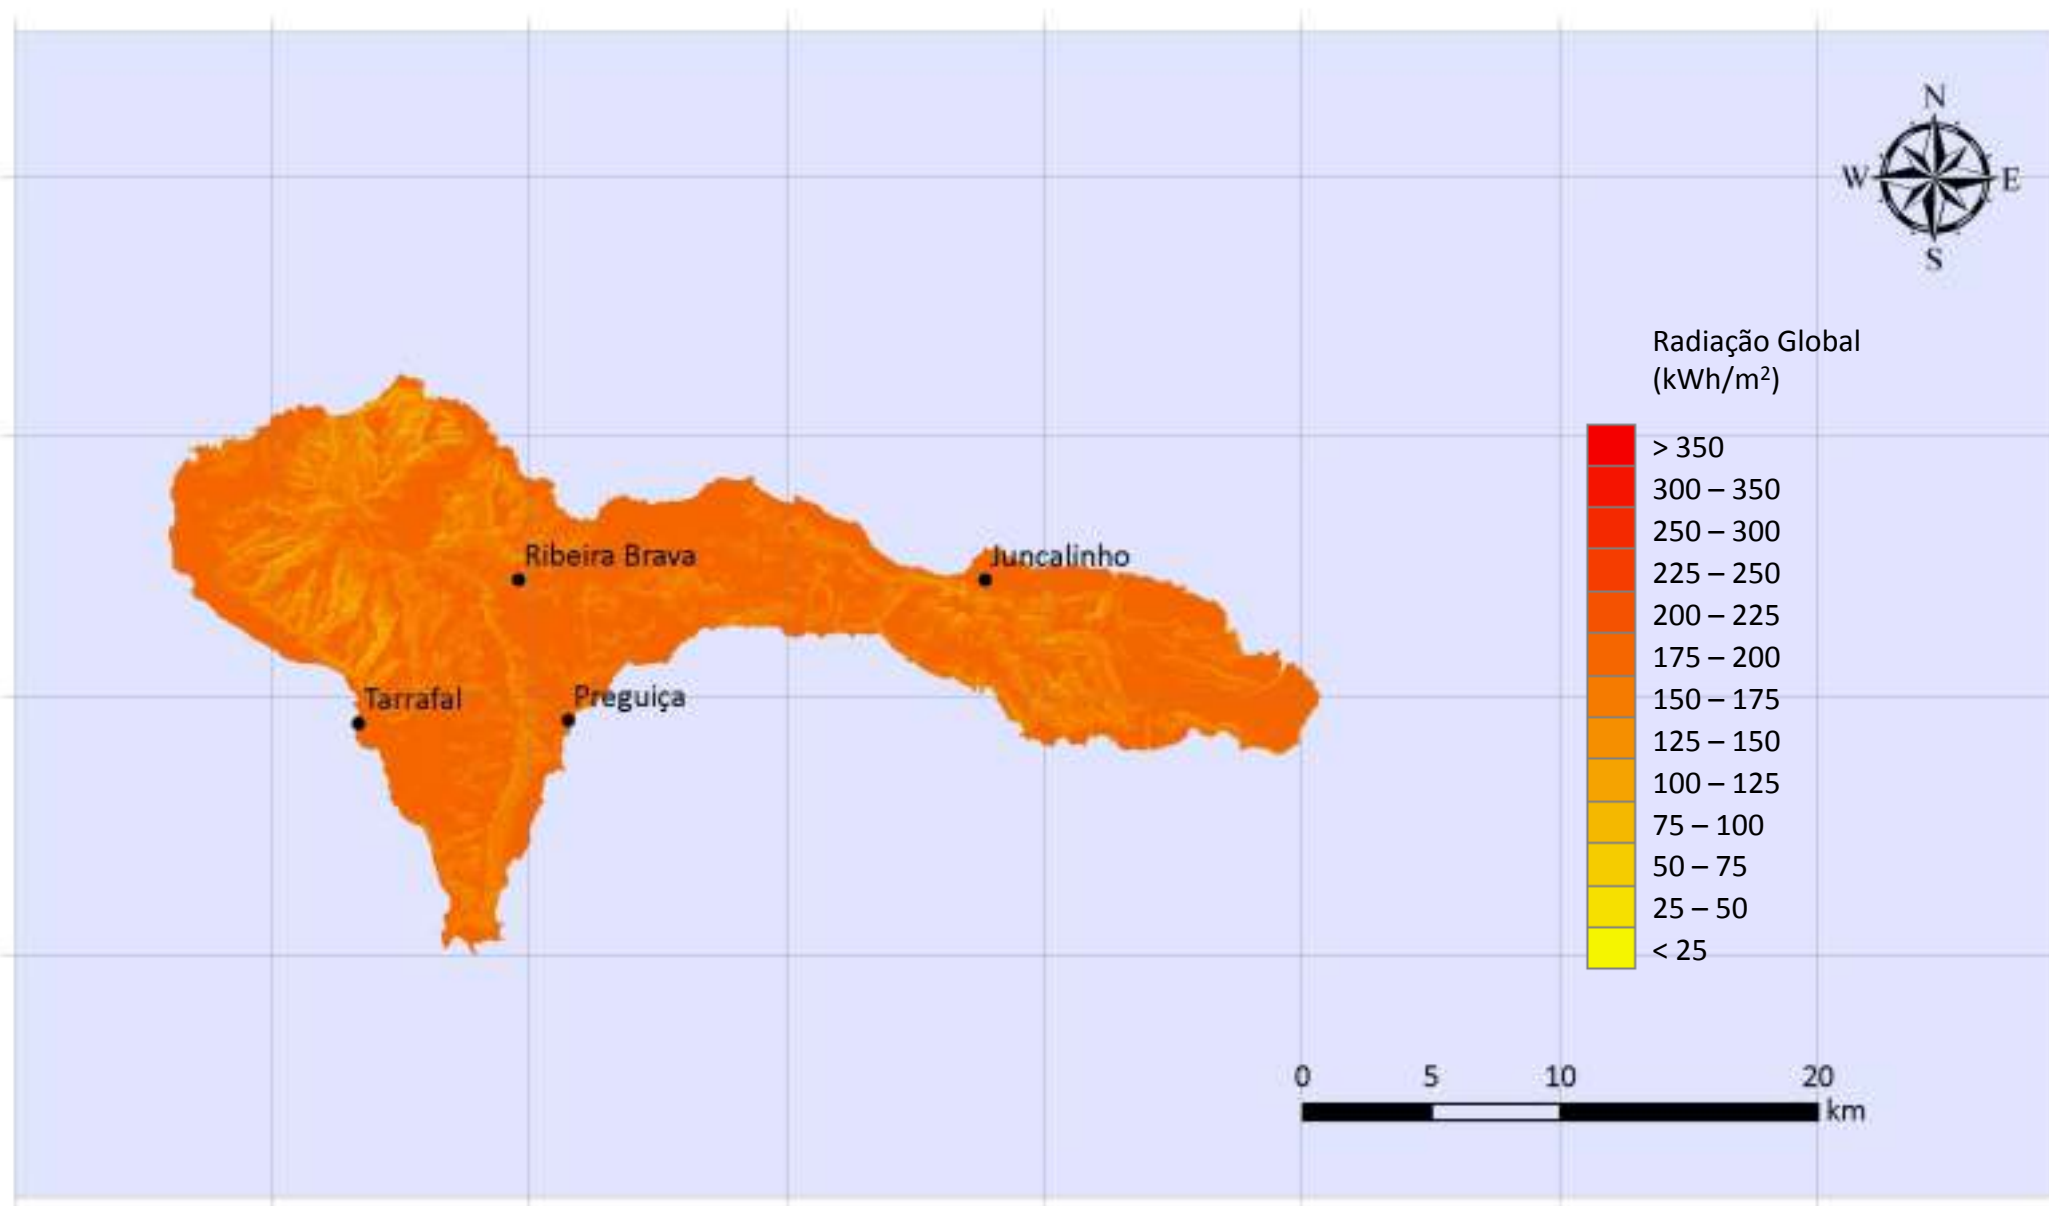 N
W
E
S
Radiação Global
(kWh/m²)
> 350
300 – 350
250 – 300
225 – 250
200 – 225
175 – 200
150 – 175
125 – 150
100 – 125
75 – 100
50 – 75
25 – 50
< 25
Ribeira Brava
Juncalinho
Tarrafal
Preguiça
0 5 10 20
km